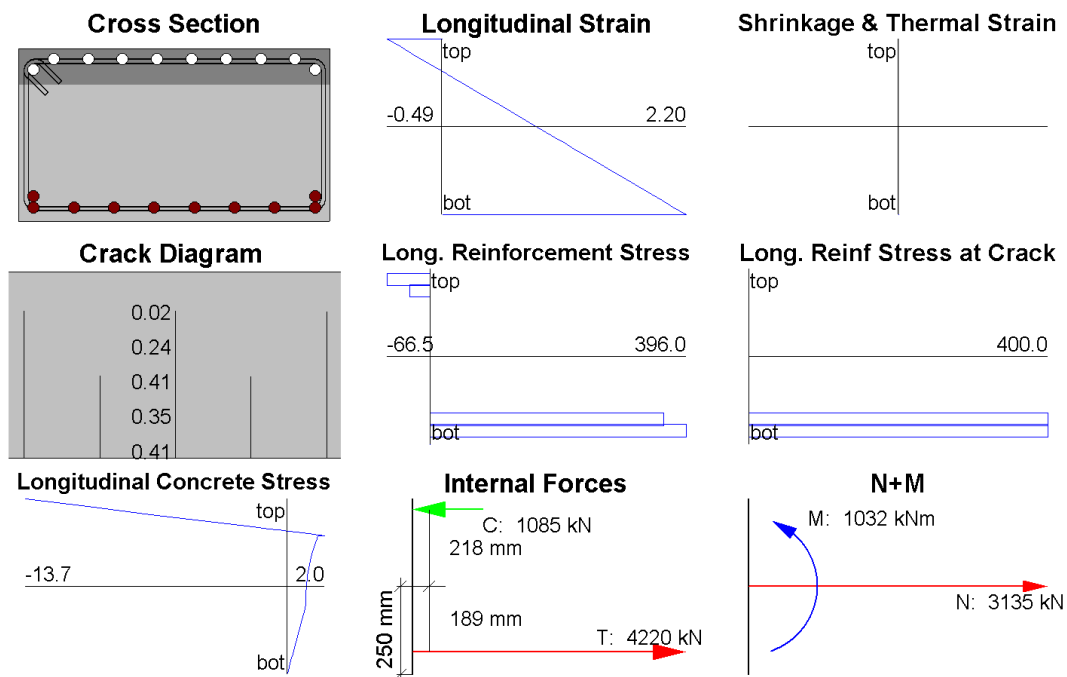 Cross Section
Longitudinal Strain
top
-0.49
2.20
bot
Shrinkage & Thermal Strain
top
bot
Crack Diagram
0.02
0.24
0.41
0.35
0.41
Long. Reinforcement Stress
top
-66.5
396.0
bot
Long. Reinf Stress at Crack
top
400.0
bot
Longitudinal Concrete Stress
top
-13.7
2.0
bot
Internal Forces
C: 1085 kN
218 mm
189 mm
250 mm
T: 4220 kN
N+M
M: 1032 kNm
N: 3135 kN